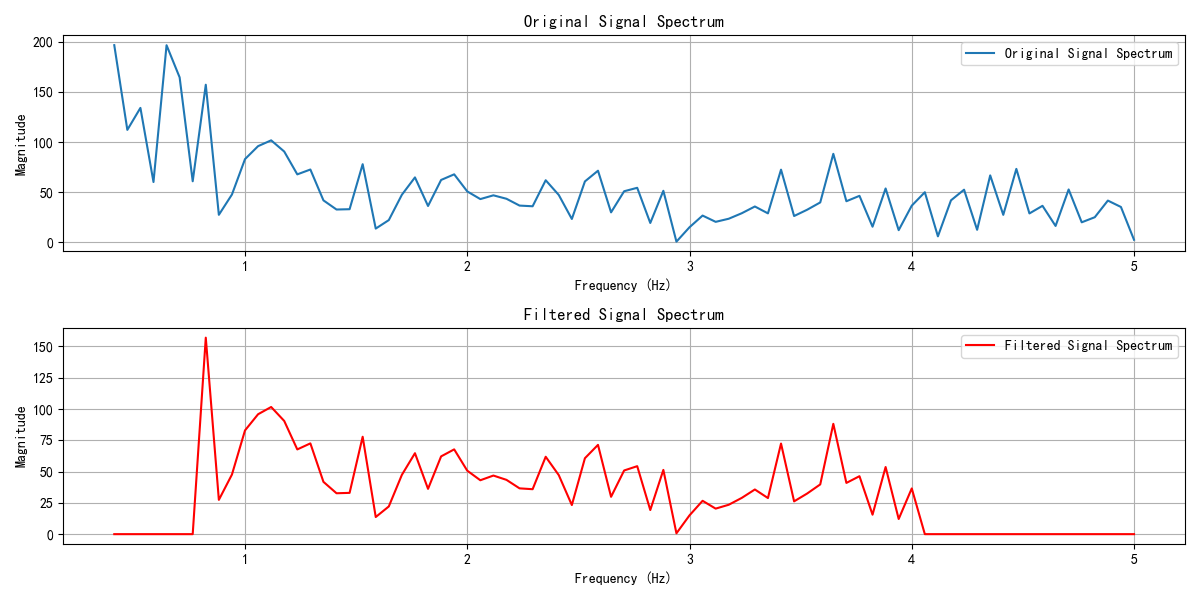 Original Signal Spectrum
200
150
100
50
0
Magnitude
Original Signal Spectrum
1 2 3 4 5
Frequency (Hz)
Filtered Signal Spectrum
150
125
100
75
50
25
0
Magnitude
Filtered Signal Spectrum
1 2 3 4 5
Frequency (Hz)